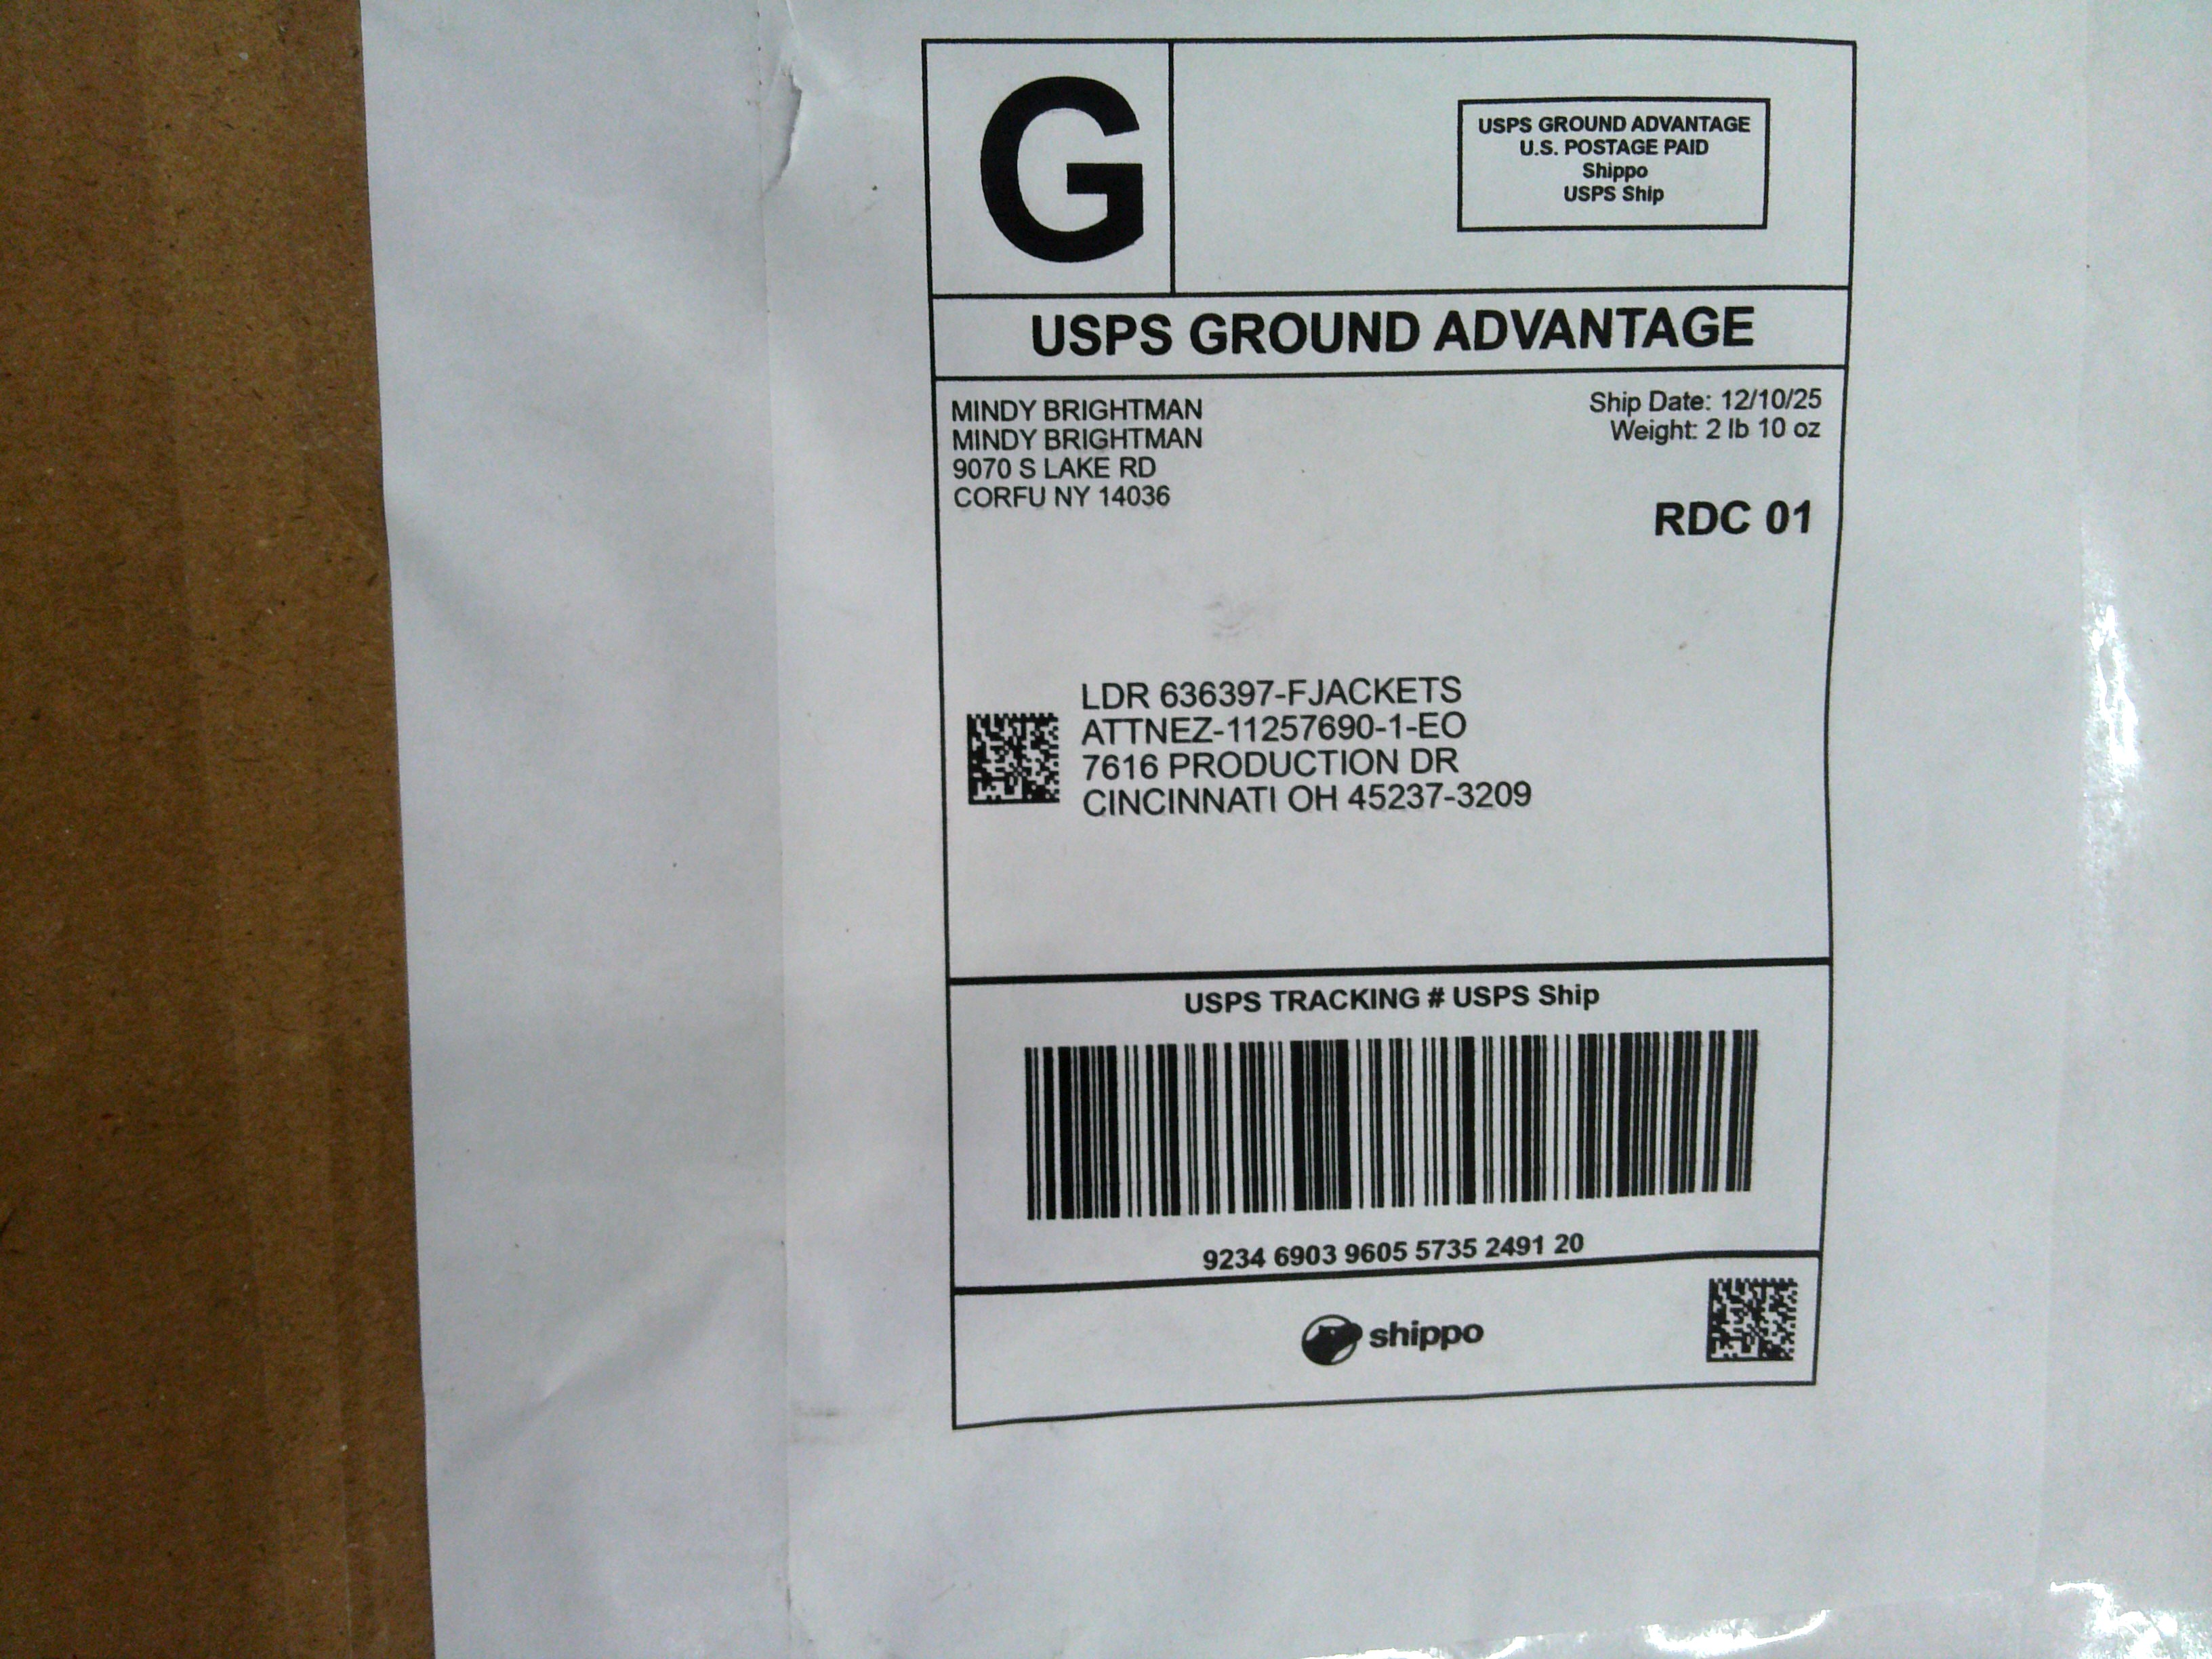 G
USPS GROUND ADVANTAGE
U.S. POSTAGE PAID
Shippo
USPS Ship
USPS GROUND ADVANTAGE
MINDY BRIGHTMAN
MINDY BRIGHTMAN
9070 S LAKE RD
CORFU NY 14036
Ship Date: 12/10/25
Weight: 2 lb 10 oz
RDC 01
LDR 636397-FJACKETS
ATTNEZ-11257690-1-EO
7616 PRODUCTION DR
CINCINNATI OH 45237-3209
USPS TRACKING # USPS Ship
9234 6903 9605 5735 2491 20
shippo